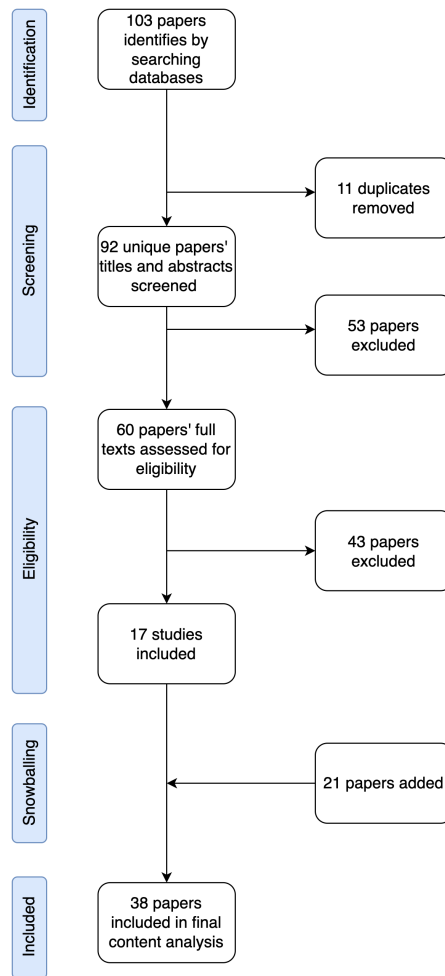 Identification
103 papers
identifies by
searching
databases
Screening
11 duplicates
removed
92 unique papers'
titles and abstracts
screened
53 papers
excluded
Eligibility
60 papers' full
texts assessed for
eligibility
43 papers
excluded
17 studies
included
Snowballing
21 papers added
Included
38 papers
included in final
content analysis